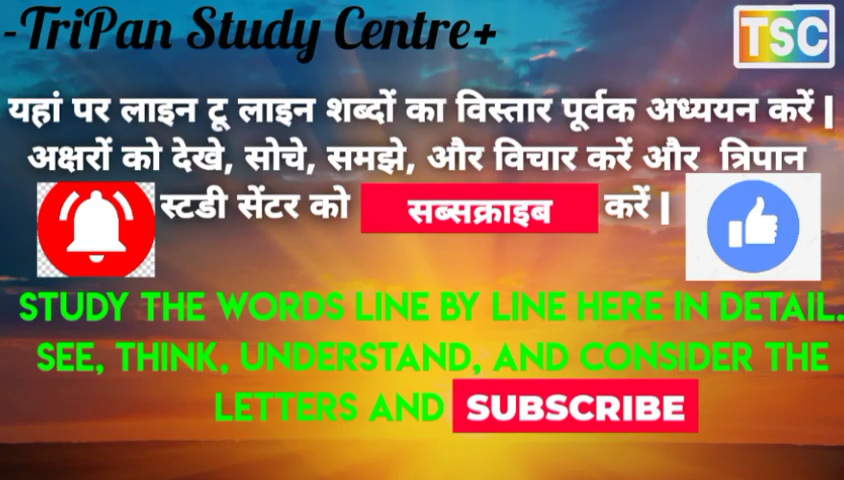 -TriPan Study Centre+
TSC
यहां पर लाइन टू लाइन शब्दों का विस्तार पूर्वक अध्ययन करें |
अक्षरों को देखे, सोचे, समझे, और विचार करें और त्रिपान
स्टडी सेंटर को सब्सक्राइब करें |
STUDY THE WORDS LINE BY LINE HERE IN DETAIL.
SEE, THINK, UNDERSTAND, AND CONSIDER THE
LETTERS AND SUBSCRIBE